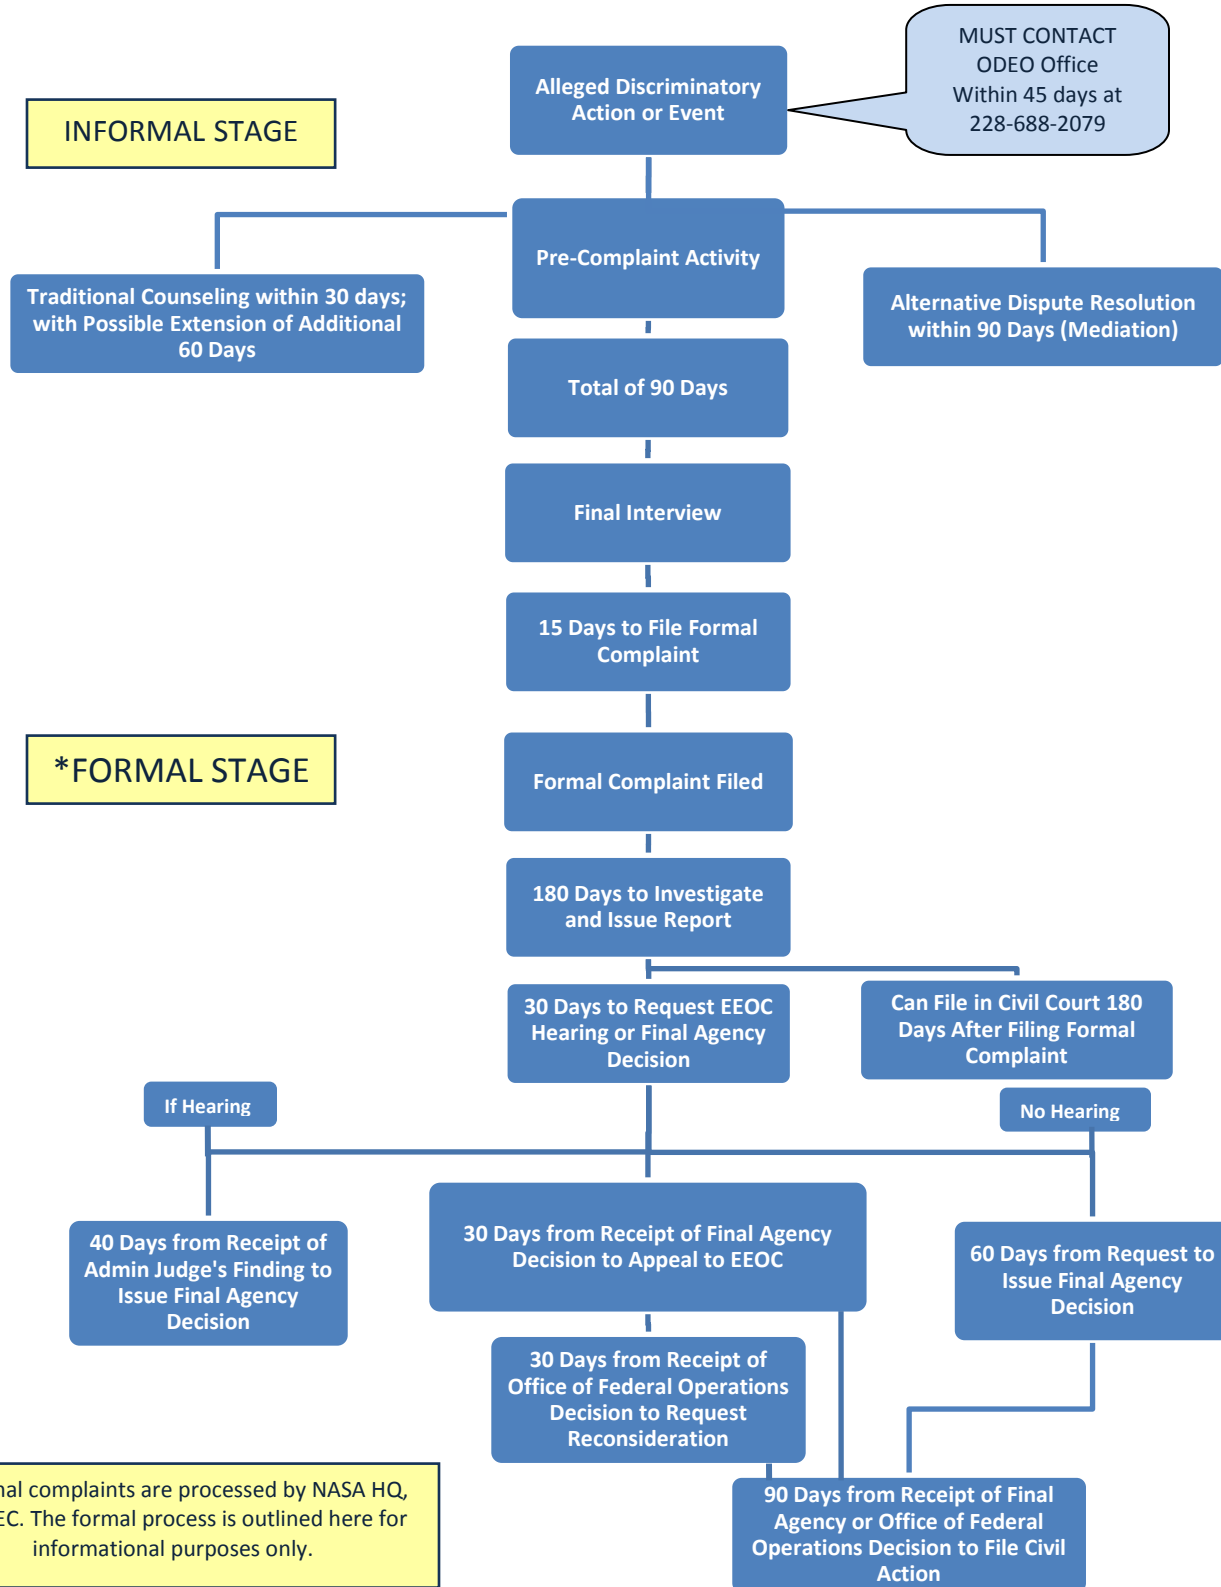 MUST CONTACT
ODEO Office
Within 45 days at
228-688-2079
Alleged Discriminatory
Action or Event
INFORMAL STAGE
Pre-Complaint Activity
Traditional Counseling within 30 days;
with Possible Extension of Additional
60 Days
Alternative Dispute Resolution
within 90 Days (Mediation)
Total of 90 Days
Final Interview
15 Days to File Formal
Complaint
*FORMAL STAGE
Formal Complaint Filed
180 Days to Investigate
and Issue Report
30 Days to Request EEOC
Hearing or Final Agency
Decision
Can File in Civil Court 180
Days After Filing Formal
Complaint
If Hearing
No Hearing
40 Days from Receipt of
Admin Judge's Finding to
Issue Final Agency
Decision
30 Days from Receipt of Final Agency
Decision to Appeal to EEOC
60 Days from Request to
Issue Final Agency
Decision
30 Days from Receipt of
Office of Federal Operations
Decision to Request
Reconsideration
complaints are processed by NASA HQ,
The formal process is outlined here for
informational purposes only.
90 Days from Receipt of Final
Agency or Office of Federal
Operations Decision to File Civil
Action